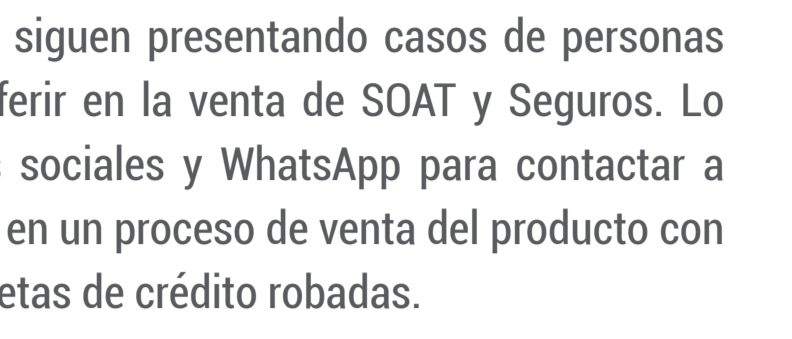 siguen presentando casos de personas
ferir en la venta de SOAT y Seguros. Lo
sociales y WhatsApp para contactar a
en un proceso de venta del producto con
etas de crédito robadas.